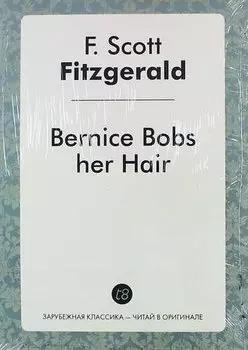 F. Scott
Fitzgerald
Bernice Bobs
her Hair
t8
ЗАРУБЕЖНАЯ КЛАССИКА — ЧИТАЙ В ОРИГИНАЛЕ